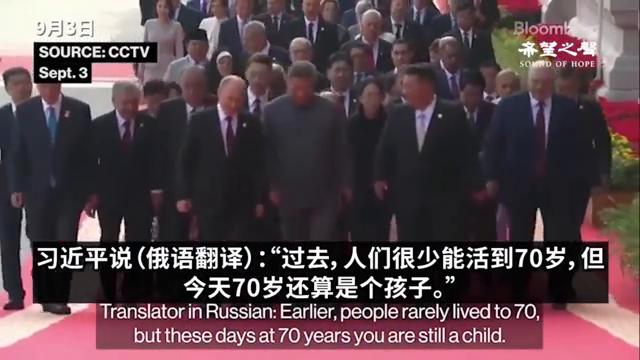 9月3日
SOURCE: CCTV
Sept. 3
Bloom
希望之聲
SOUND OF HOPE
习近平说（俄语翻译）：“过去，人们很少能活到70岁，但
今天70岁还算是个孩子。”
Translator in Russian: Earlier, people rarely lived to 70,
but these days at 70 years you are still a child.